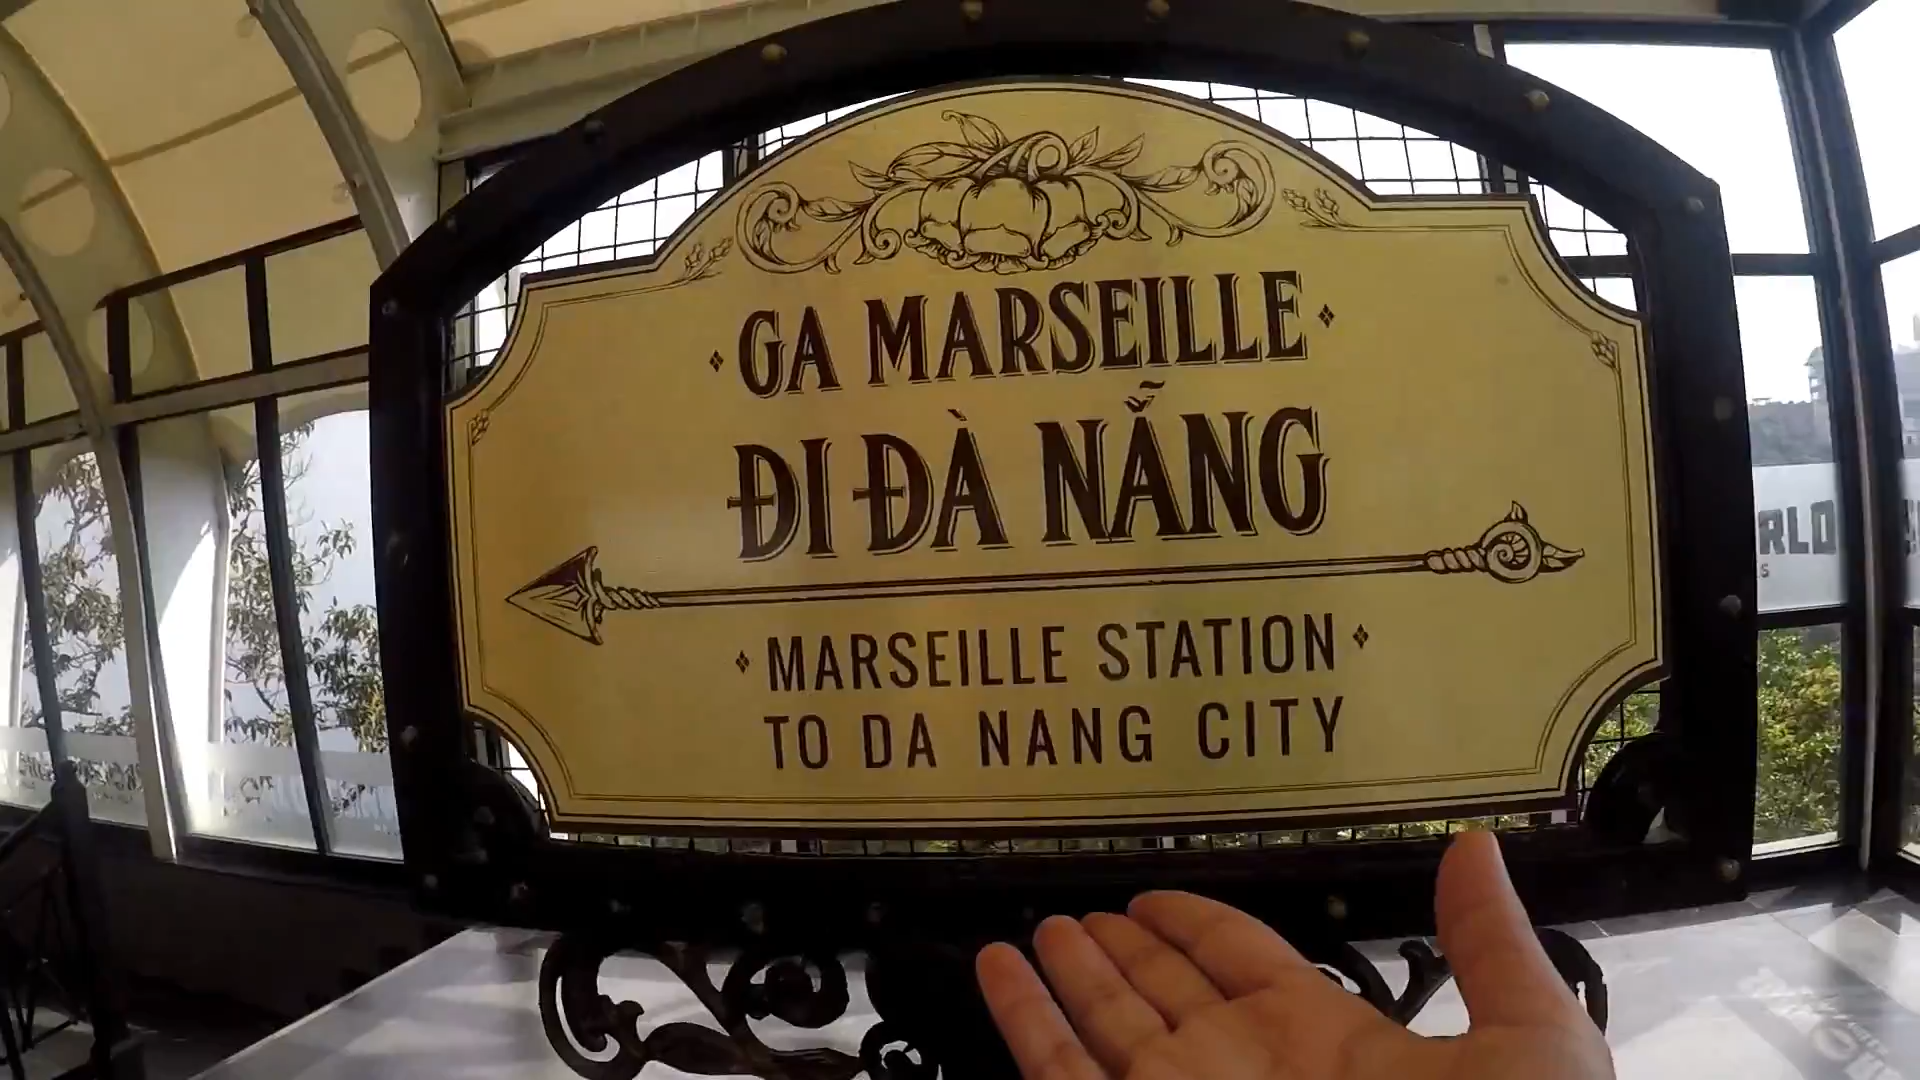 GA MARSEILLE
ĐI ĐÀ NẴNG
MARSEILLE STATION
TO DA NANG CITY